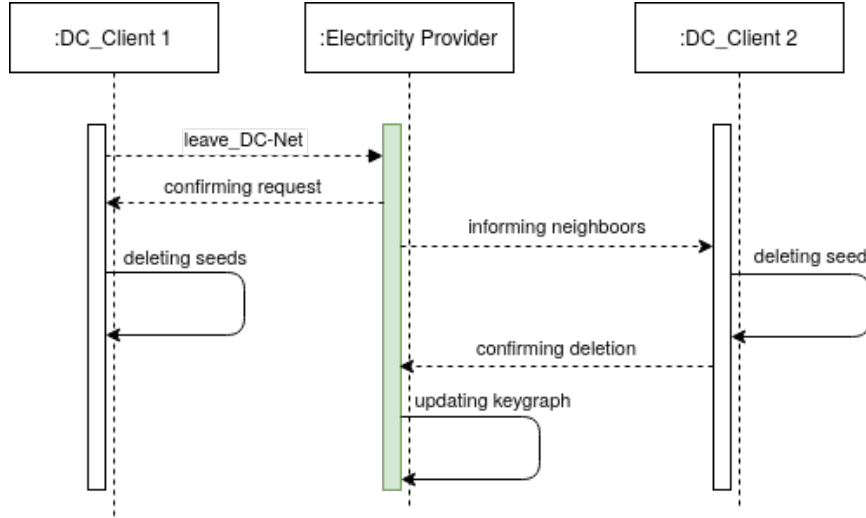 :DC_Client 1
:Electricity Provider
:DC_Client 2
leave_DC-Net
confirming request
informing neighboors
deleting seeds
deleting seed
confirming deletion
updating keygraph